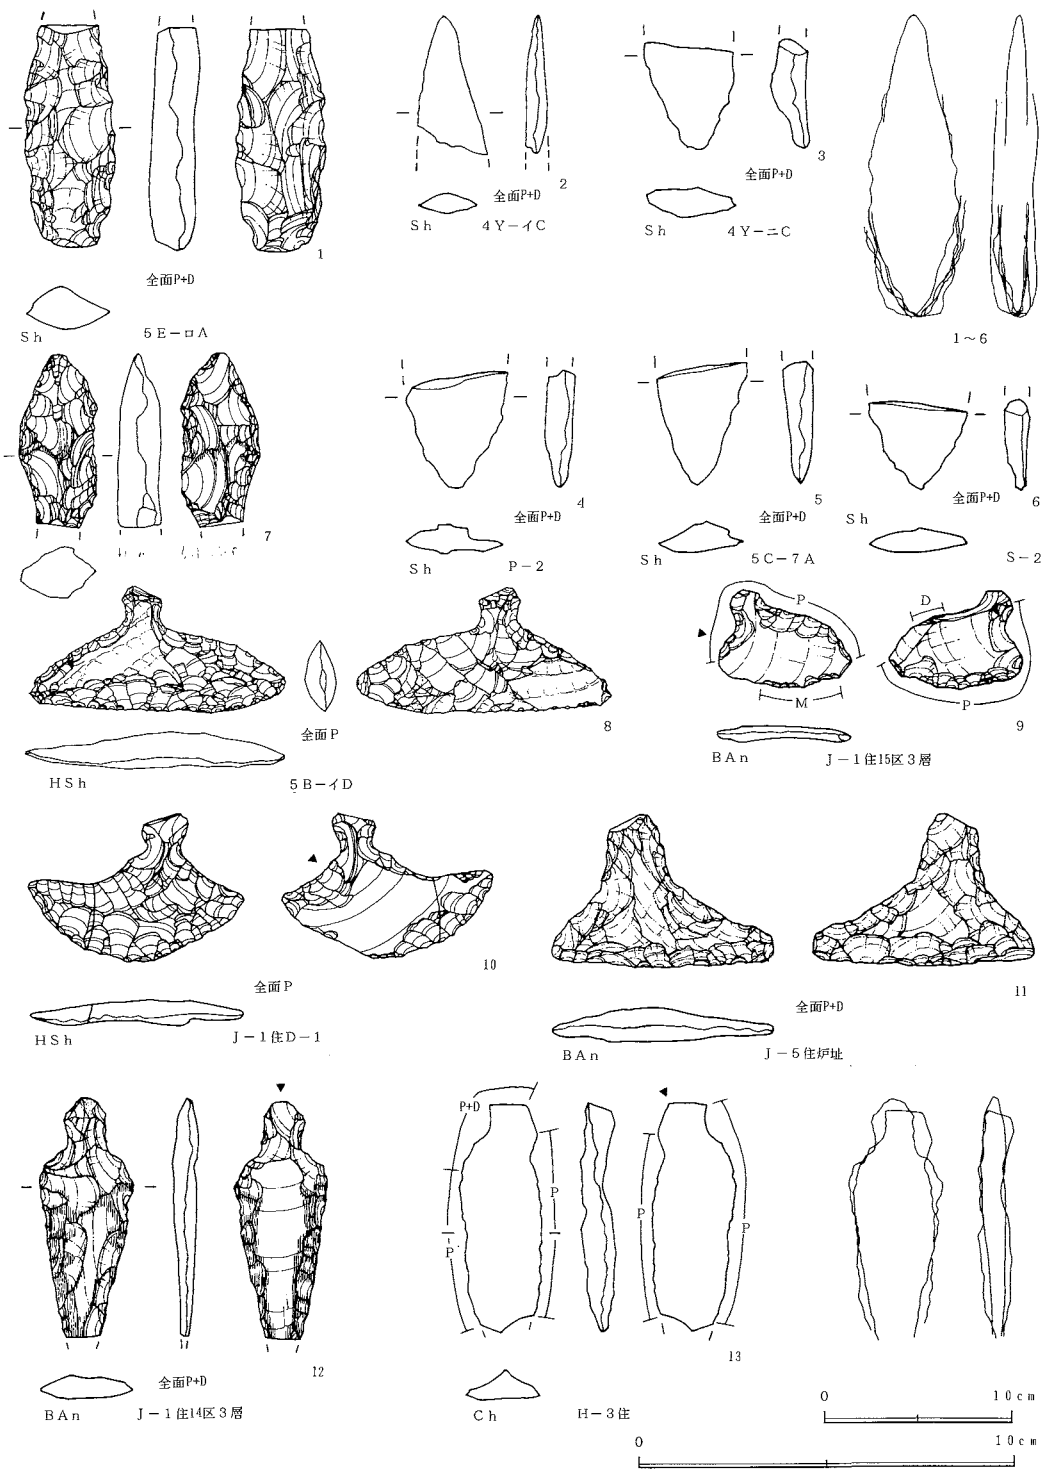 1
全面P+D
Sh
5E－ロA
2
全面P+D
Sh
4Y－イC
3
全面P+D
Sh
4Y－ニC
1～6
7
4
全面P+D
Sh
P－2
5
全面P+D
Sh
5C－7A
6
全面P+D
Sh
S－2
8
全面P
HSh
5B－イD
P
D
M
P
9
BAn
J－1住15区3層
10
全面P
HSh
J－1住D－1
11
全面P+D
BAn
J－5住炉址
12
全面P+D
BAn
J－1住14区3層
P+D
P
P
P
P
13
Ch
H－3住
0 10cm
0 10cm